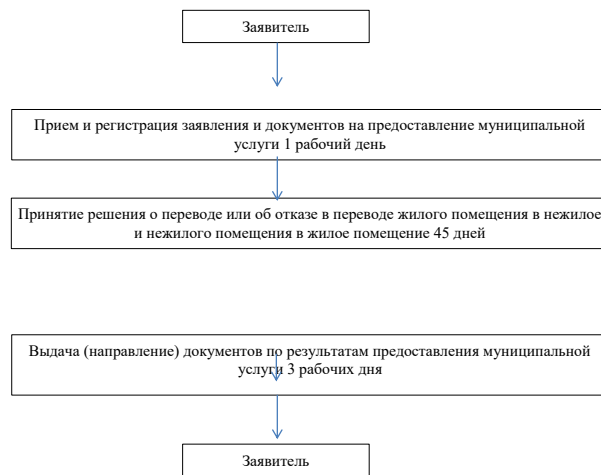 Заявитель
Прием и регистрация заявления и документов на предоставление муниципальной
услуги 1 рабочий день
Принятие решения о переводе или об отказе в переводе жилого помещения в нежилое
и нежилого помещения в жилое помещение 45 дней
Выдача (направление) документов по результатам предоставления муниципальной
услуги 3 рабочих дня
Заявитель